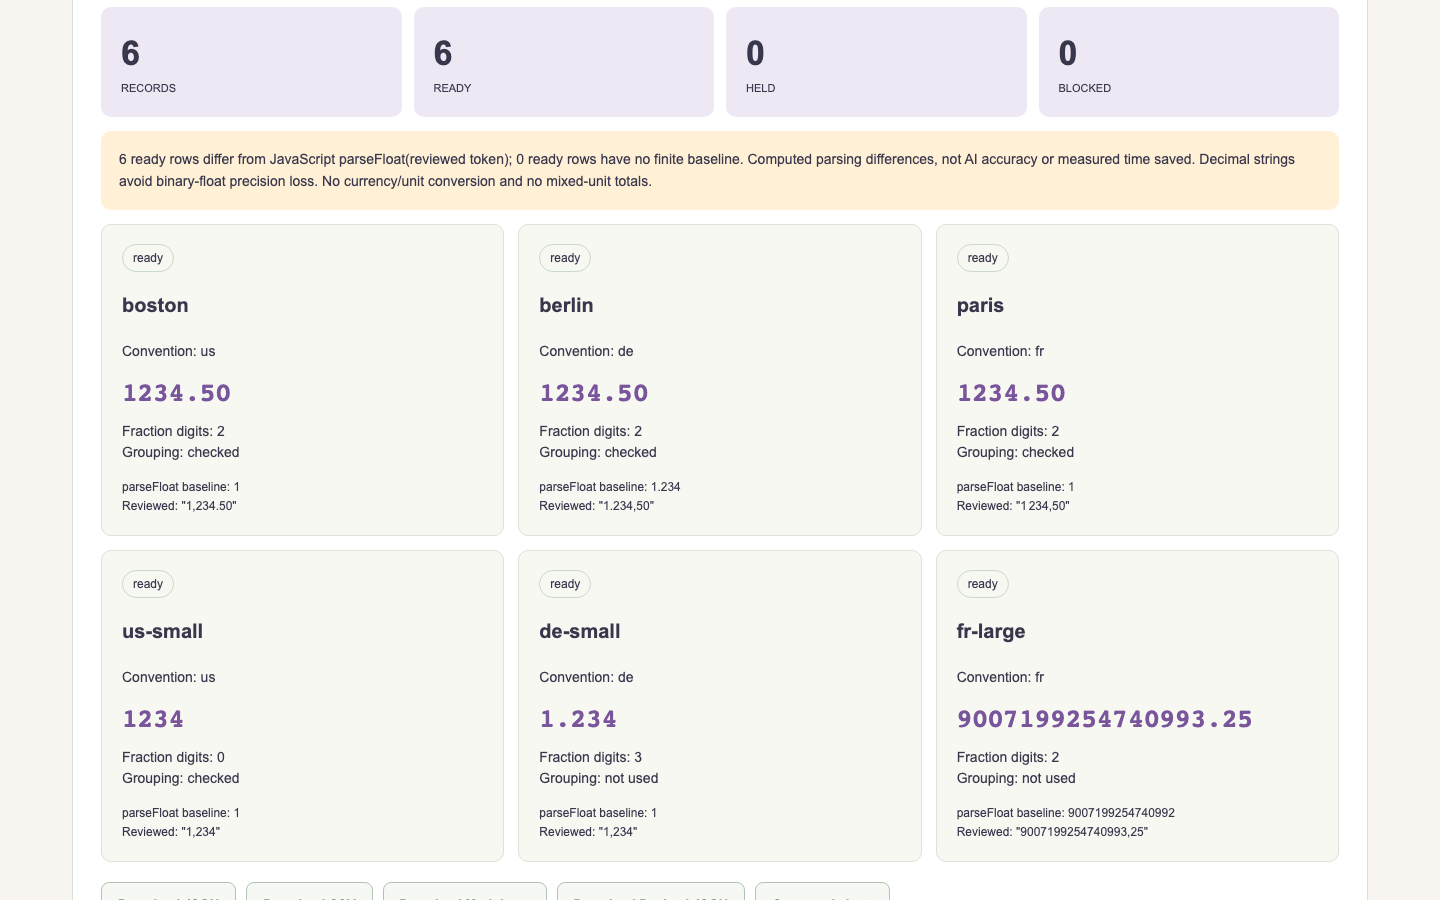 6
RECORDS
6
READY
0
HELD
0
BLOCKED
6 ready rows differ from JavaScript parseFloat(reviewed token); 0 ready rows have no finite baseline. Computed parsing differences, not AI accuracy or measured time saved. Decimal strings
avoid binary-float precision loss. No currency/unit conversion and no mixed-unit totals.
ready
boston
Convention: us
1234.50
Fraction digits: 2
Grouping: checked
parseFloat baseline: 1
Reviewed: "1,234.50"
ready
berlin
Convention: de
1234.50
Fraction digits: 2
Grouping: checked
parseFloat baseline: 1.234
Reviewed: "1.234,50"
ready
paris
Convention: fr
1234.50
Fraction digits: 2
Grouping: checked
parseFloat baseline: 1
Reviewed: "1 234,50"
ready
us-small
Convention: us
1234
Fraction digits: 0
Grouping: checked
parseFloat baseline: 1
Reviewed: "1,234"
ready
de-small
Convention: de
1.234
Fraction digits: 3
Grouping: not used
parseFloat baseline: 1
Reviewed: "1,234"
ready
fr-large
Convention: fr
9007199254740993.25
Fraction digits: 2
Grouping: not used
parseFloat baseline: 9007199254740992
Reviewed: "9007199254740993,25"